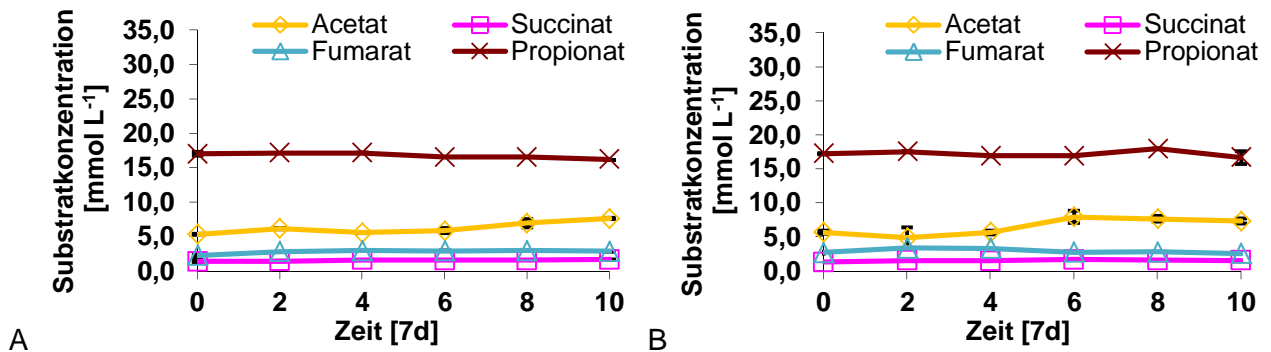 Substratkonzentration
[mmol L-1]
35,0
30,0
25,0
20,0
15,0
10,0
5,0
0,0
Acetat
Succinat
Fumarat
Propionat
0 2 4 6 8 10
Zeit [7d]
A
Substratkonzentration
[mmol L-1]
35,0
30,0
25,0
20,0
15,0
10,0
5,0
0,0
Acetat
Succinat
Fumarat
Propionat
0 2 4 6 8 10
Zeit [7d]
B